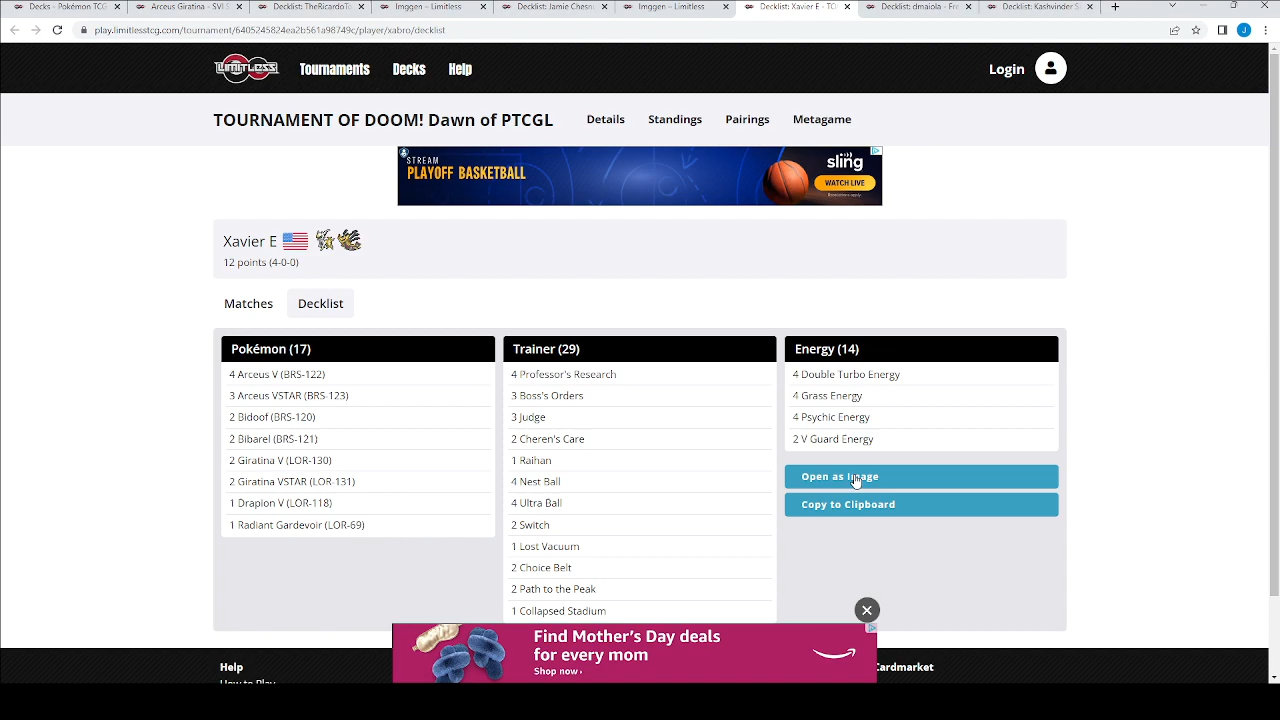 Decks - Pokémon TCG
Arceus Giratina - SVI S
Decklist: TheRicardoTo
Imggen – Limitless
Decklist: Jamie Chesn
Imggen – Limitless
Decklist: Xavier E - TO
Decklist: dmaiola - Fre
Decklist: Kashvinder S
play.limitlesstcg.com/tournament/6405245824ea2b561a98749c/player/xabro/decklist
J
LIMITLESS
Tournaments
Decks
Help
Login
TOURNAMENT OF DOOM! Dawn of PTCGL
Details
Standings
Pairings
Metagame
STREAM
PLAYOFF BASKETBALL
sling
WATCH LIVE
Xavier E
12 points (4-0-0)
Matches
Decklist
Pokémon (17)
4 Arceus V (BRS-122)
3 Arceus VSTAR (BRS-123)
2 Bidoof (BRS-120)
2 Bibarel (BRS-121)
2 Giratina V (LOR-130)
2 Giratina VSTAR (LOR-131)
1 Drapion V (LOR-118)
1 Radiant Gardevoir (LOR-69)
Trainer (29)
4 Professor's Research
3 Boss's Orders
3 Judge
2 Cheren's Care
1 Raihan
4 Nest Ball
4 Ultra Ball
2 Switch
1 Lost Vacuum
2 Choice Belt
2 Path to the Peak
1 Collapsed Stadium
Energy (14)
4 Double Turbo Energy
4 Grass Energy
4 Psychic Energy
2 V Guard Energy
Open as Image
Copy to Clipboard
Find Mother's Day deals
for every mom
Shop now ›
Help
How to Play
Cardmarket